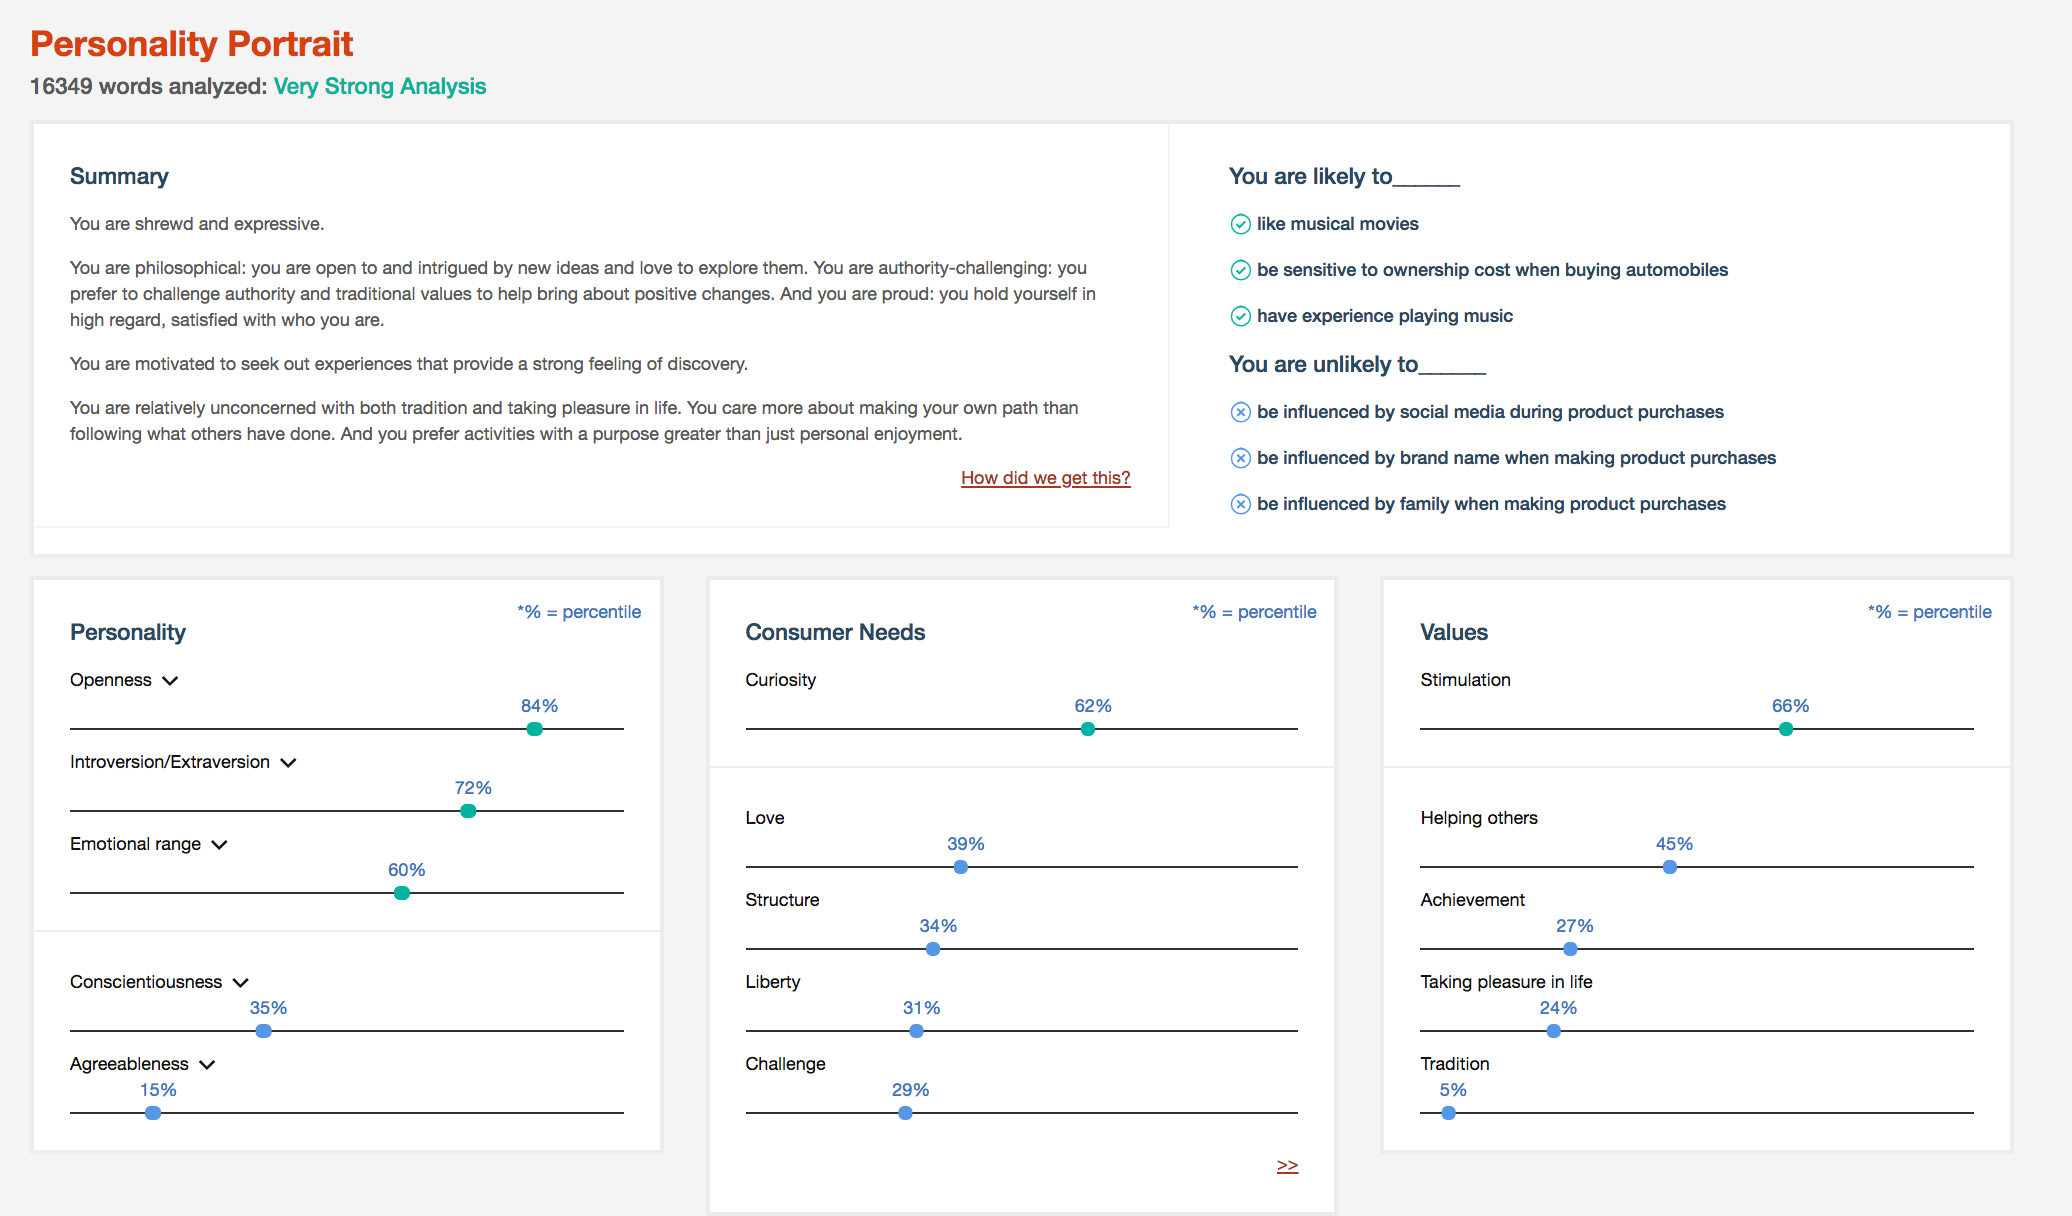 Personality Portrait
16349 words analyzed: Very Strong Analysis
Summary
You are shrewd and expressive.
You are philosophical: you are open to and intrigued by new ideas and love to explore them. You are authority-challenging: you
prefer to challenge authority and traditional values to help bring about positive changes. And you are proud: you hold yourself in
high regard, satisfied with who you are.
You are motivated to seek out experiences that provide a strong feeling of discovery.
You are relatively unconcerned with both tradition and taking pleasure in life. You care more about making your own path than
following what others have done. And you prefer activities with a purpose greater than just personal enjoyment.
How did we get this?
You are likely to______
like musical movies
be sensitive to ownership cost when buying automobiles
have experience playing music
You are unlikely to______
be influenced by social media during product purchases
be influenced by brand name when making product purchases
be influenced by family when making product purchases
*% = percentile
Personality
Openness
84%
Introversion/Extraversion
72%
Emotional range
60%
Conscientiousness
35%
Agreeableness
15%
*% = percentile
Consumer Needs
Curiosity
62%
Love
39%
Structure
34%
Liberty
31%
Challenge
29%
>>
*% = percentile
Values
Stimulation
66%
Helping others
45%
Achievement
27%
Taking pleasure in life
24%
Tradition
5%